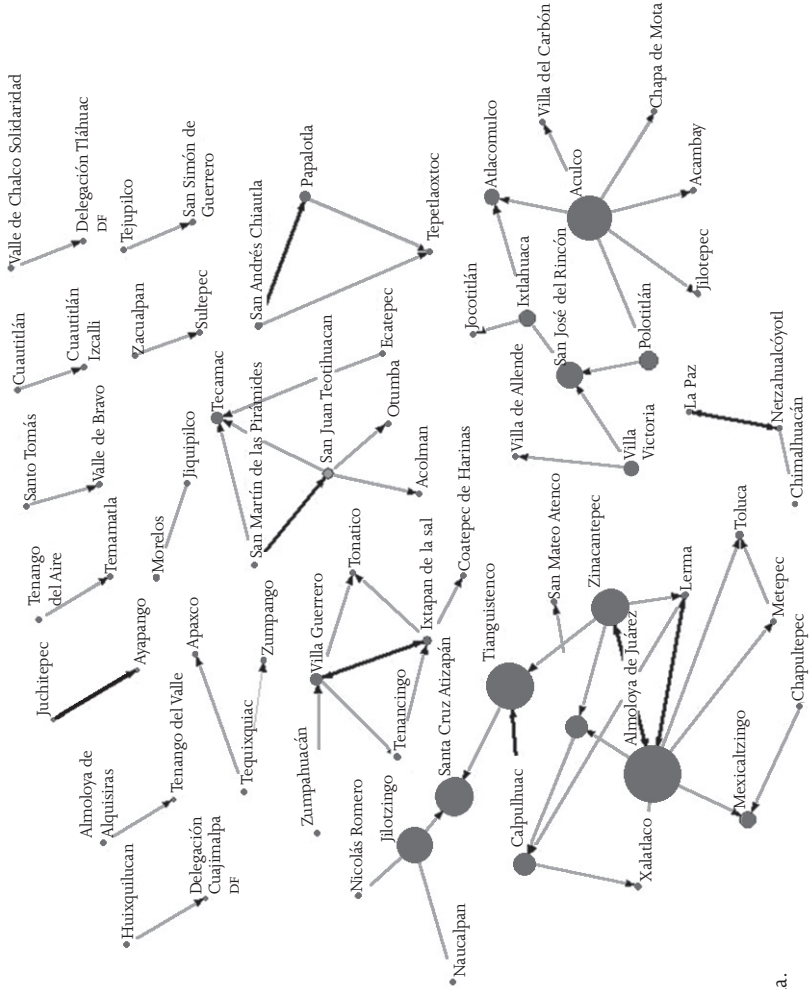 Valle de Chalco Solidaridad
Cuautitlán
Santo Tomás
Tenango
del Aire
Juchitepec
Almoloya de
Alquisiras
Huixquilucan
Delegación Tláhuac
DF
Cuautitlán
Izcalli
Valle de Bravo
Temamatla
Ayapango
Tenango del Valle
Delegación
Cuajimalpa
DF
Tejupilco
Zacualpan
Morelos
Apaxco
San Simón de
Guerrero
Sultepec
Jiquipilco
Zumpango
Tequixquiac
San Andrés Chiautla
Papalotla
Tepetlaoxtoc
Tecamac
San Martín de las Pirámides
San Juan Teotihuacan
Ecatepec
Otumba
Acolman
Villa Guerrero
Tonatico
Zumpahuacán
Tenancingo
Ixtapan de la sal
Coatepec de Harinas
Nicolás Romero
Jilotzingo
Santa Cruz Atizapán
Naucalpan
Tianguistenco
San Mateo Atenco
Zinacantepec
Calpulhuac
Almoloya de Juárez
Lerma
Xalatlaco
Toluca
Metepec
Mexicaltzingo
Chapultepec
Jocotitlán
Atlacomulco
Villa del Carbón
Ixtlahuaca
Aculco
Chapa de Mota
Villa de Allende
San José del Rincón
Acambay
Villa
Victoria
Polotitlán
Jilotepec
La Paz
Netzahualcóyotl
Chimalhuacán
a.